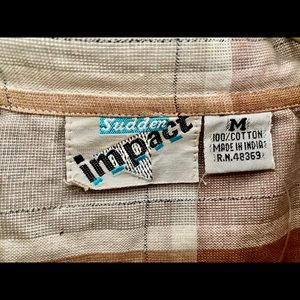 Sudden
impact
M
100% COTTON
MADE IN INDIA
R.N. 48369